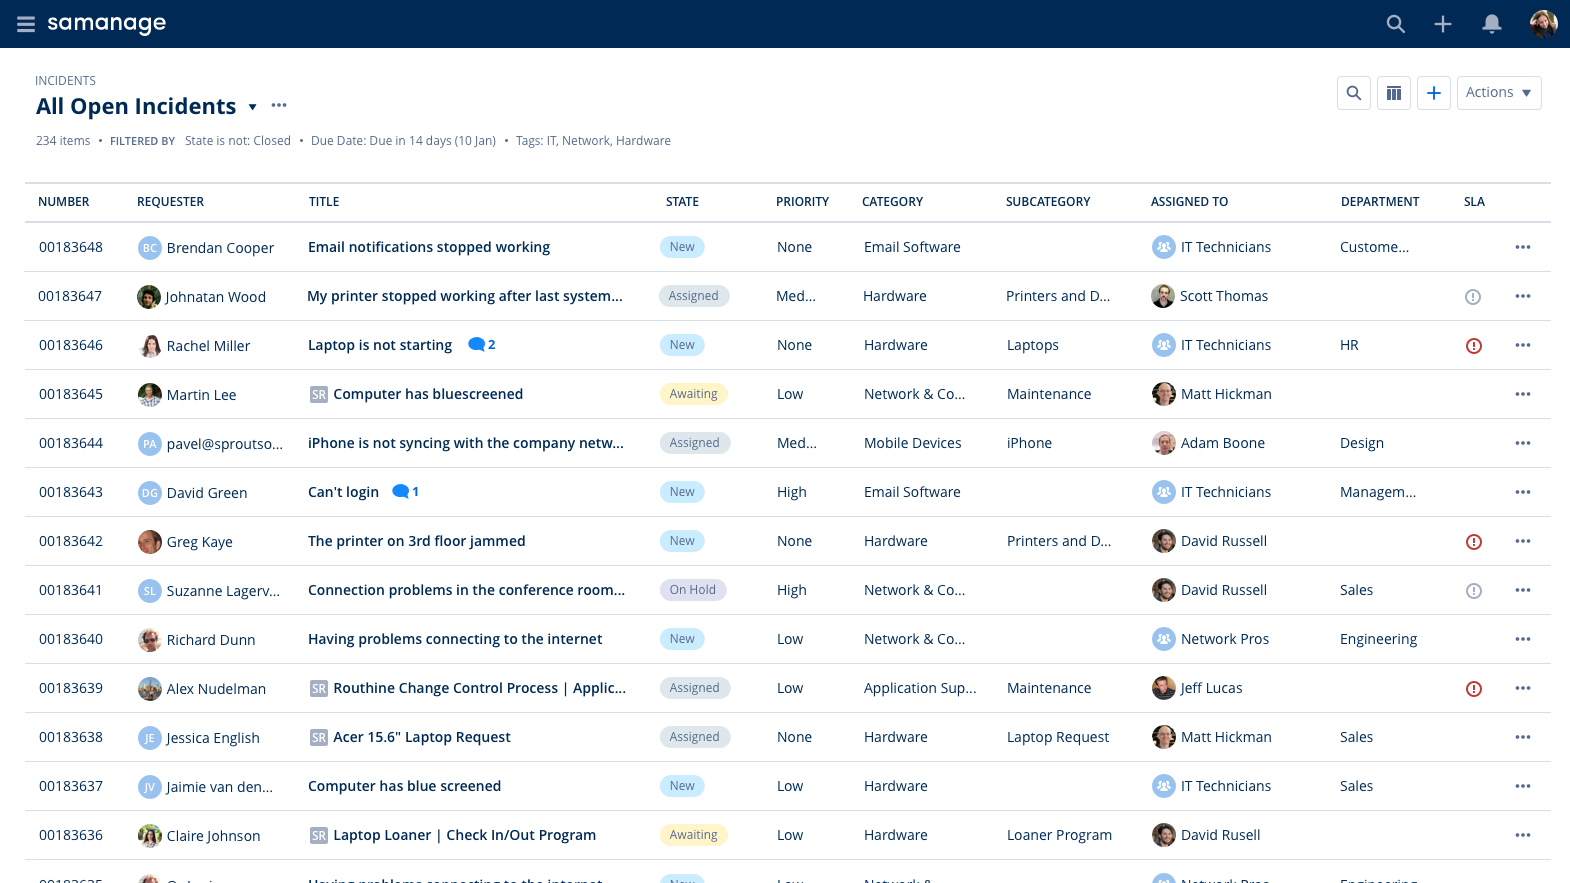 samanage
INCIDENTS
All Open Incidents
Actions
234 items • FILTERED BY State is not: Closed • Due Date: Due in 14 days (10 Jan) • Tags: IT, Network, Hardware
NUMBER REQUESTER TITLE STATE PRIORITY CATEGORY SUBCATEGORY ASSIGNED TO DEPARTMENT SLA
00183648 BC Brendan Cooper Email notifications stopped working New None Email Software IT Technicians Custome...
00183647 Johnatan Wood My printer stopped working after last system... Assigned Med... Hardware Printers and D... Scott Thomas
00183646 Rachel Miller Laptop is not starting 2 New None Hardware Laptops IT Technicians HR
00183645 Martin Lee SR Computer has bluescreened Awaiting Low Network & Co... Maintenance Matt Hickman
00183644 PA pavel@sproutso... iPhone is not syncing with the company netw... Assigned Med... Mobile Devices iPhone Adam Boone Design
00183643 DG David Green Can't login 1 New High Email Software IT Technicians Managem...
00183642 Greg Kaye The printer on 3rd floor jammed New None Hardware Printers and D... David Russell
00183641 SL Suzanne Lagerv... Connection problems in the conference room... On Hold High Network & Co... David Russell Sales
00183640 Richard Dunn Having problems connecting to the internet New Low Network & Co... Network Pros Engineering
00183639 Alex Nudelman SR Routhine Change Control Process | Applic... Assigned Low Application Sup... Maintenance Jeff Lucas
00183638 JE Jessica English SR Acer 15.6" Laptop Request Assigned None Hardware Laptop Request Matt Hickman Sales
00183637 JV Jaimie van den... Computer has blue screened New Low Hardware IT Technicians Sales
00183636 Claire Johnson SR Laptop Loaner | Check In/Out Program Awaiting Low Hardware Loaner Program David Rusell
00183635 Having problems connecting to the internet New Low Network & Network Pros Engineering